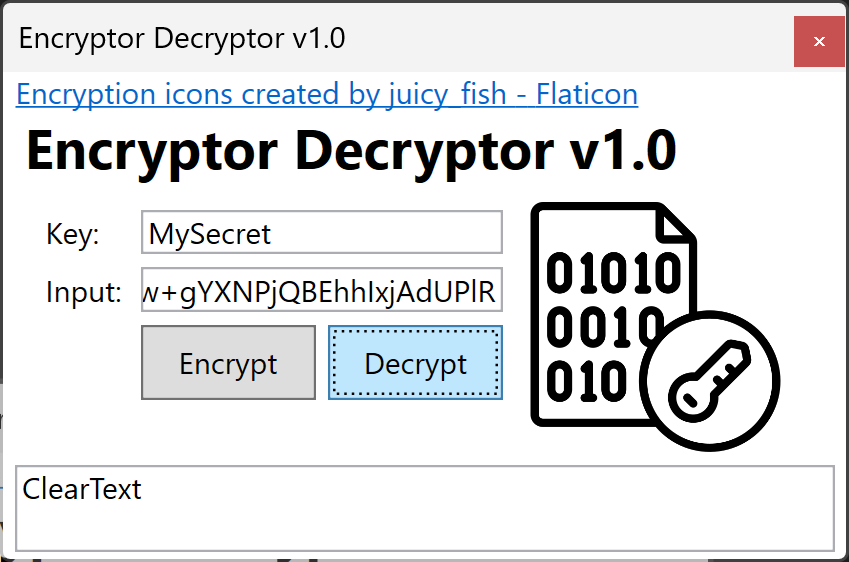 Encryptor Decryptor v1.0
Encryption icons created by juicy_fish - Flaticon
Encryptor Decryptor v1.0
Key: MySecret
Input: w+gYXNPjQBEhhIxjAdUPlR
Encrypt Decrypt
01010
0010
010
ClearText